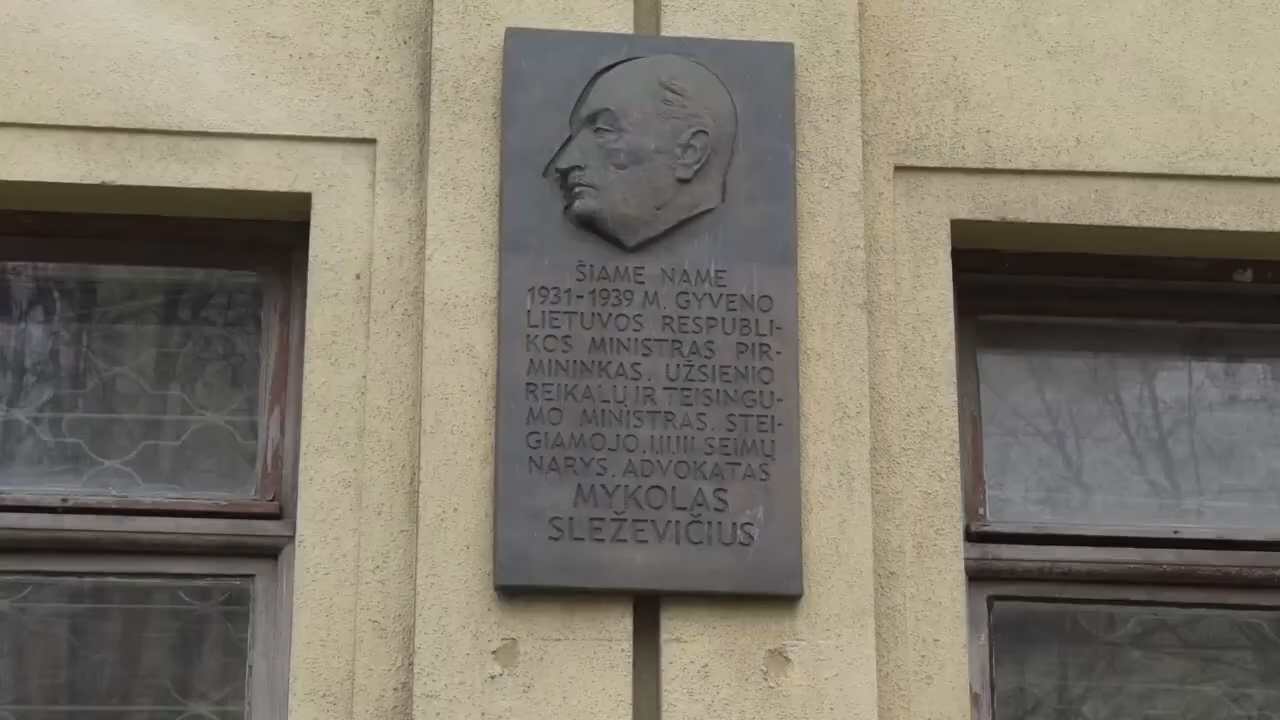 ŠIAME NAME
1931-1939 M. GYVENO
LIETUVOS RESPUBLI-
KOS MINISTRAS PIR-
MININKAS, UŽSIENIO
REIKALŲ IR TEISINGU-
MO MINISTRAS, STEI-
GIAMOJO, I,II,III SEIMŲ
NARYS, ADVOKATAS
MYKOLAS
SLEŽEVIČIUS